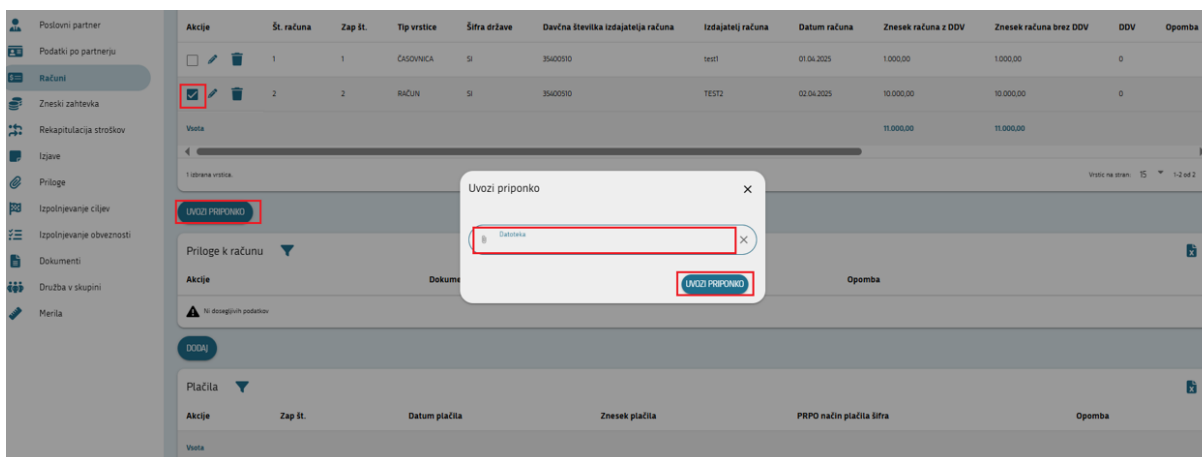 Poslovni partner
Podatki po partnerju
Računi
Zneski zahtevka
Rekapitulacija stroškov
Izjave
Priloge
Izpolnjevanje ciljev
Izpolnjevanje obveznosti
Dokumenti
Družba v skupini
Merila
Akcije Št. računa Zap št. Tip vrstice Šifra države Davčna številka izdajatelja računa Izdajatelj računa Datum računa Znesek računa z DDV Znesek računa brez DDV DDV Opomba
1 1 ČASOVNICA SI 35400510 test1 01.04.2025 1.000,00 1.000,00 0
2 2 RAČUN SI 35400510 TEST2 02.04.2025 10.000,00 10.000,00 0
Vsota 11.000,00 11.000,00
1 izbrana vrstica. Vrstic na stran: 15 1-2 od 2
UVOZI PRIPONKO
Uvozi priponko
Datoteka
UVOZI PRIPONKO
Priloge k računu
Akcije Dokume Opomba
Ni dosegljivih podatkov
DODAJ
Plačila
Akcije Zap št. Datum plačila Znesek plačila PRPO način plačila šifra Opomba
Vsota